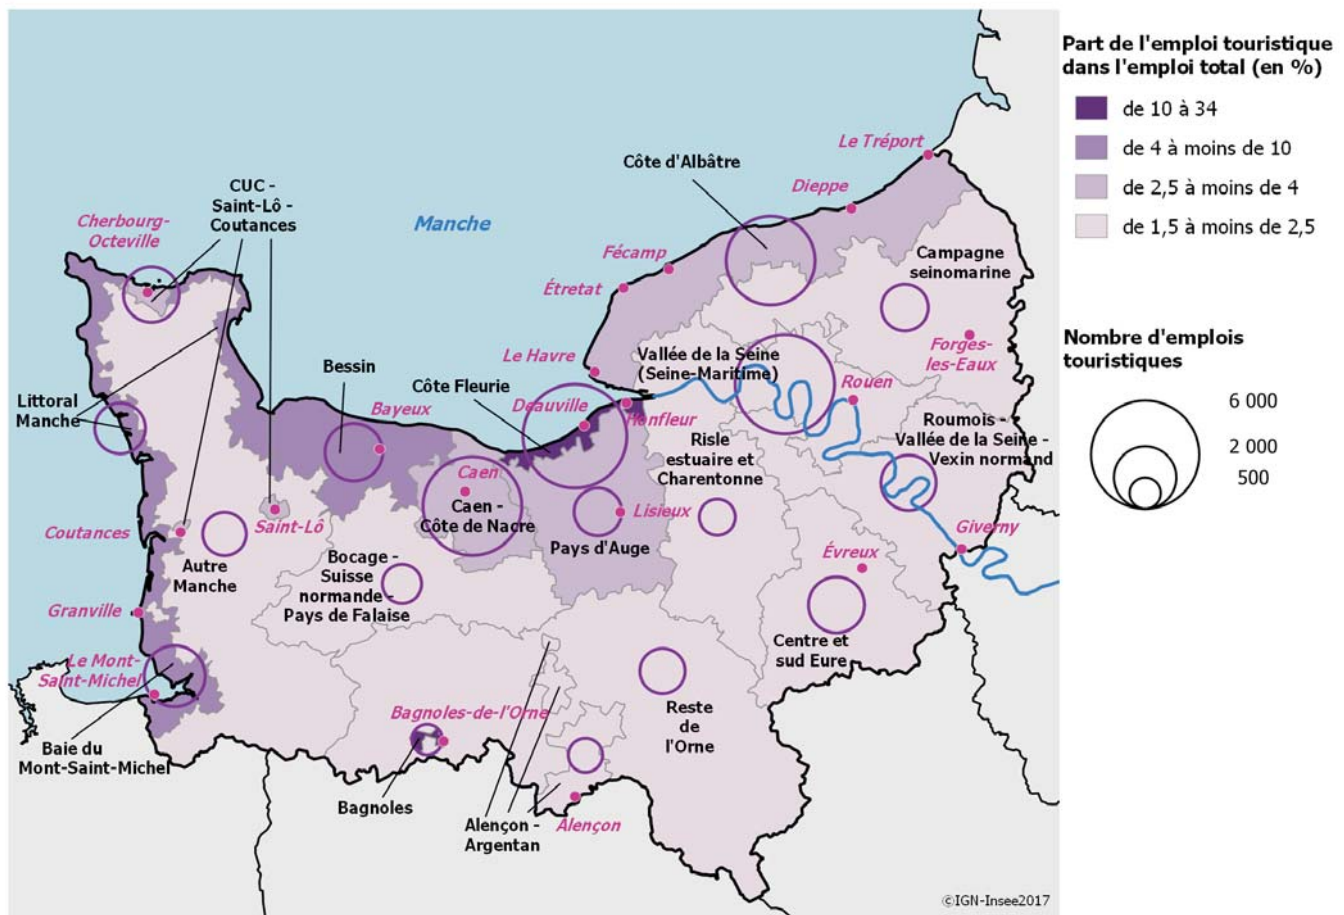 Part de l'emploi touristique
dans l'emploi total (en %)
de 10 à 34
de 4 à moins de 10
de 2,5 à moins de 4
de 1,5 à moins de 2,5
Nombre d'emplois
touristiques
6 000
2 000
500
Le Tréport
Côte d'Albâtre
Dieppe
CUC -
Saint-Lô -
Coutances
Cherbourg-
Octeville
Manche
Fécamp
Campagne
seinomarine
Étretat
Forges-
les-Eaux
Le Havre
Vallée de la Seine
(Seine-Maritime)
Rouen
Bessin
Côte Fleurie
Littoral
Manche
Bayeux
Deauville
Honfleur
Roumois -
Vallée de la Seine -
Vexin normand
Risle
estuaire et
Charentonne
Caen
Caen -
Côte de Nacre
Lisieux
Saint-Lô
Coutances
Giverny
Pays d'Auge
Évreux
Autre
Manche
Bocage -
Suisse
normande -
Pays de Falaise
Granville
Centre et
sud Eure
Le Mont-
Saint-Michel
Bagnoles-de-l'Orne
Reste
de
l'Orne
Baie du
Mont-Saint-Michel
Bagnoles
Alençon -
Argentan
Alençon
©IGN-Insee2017